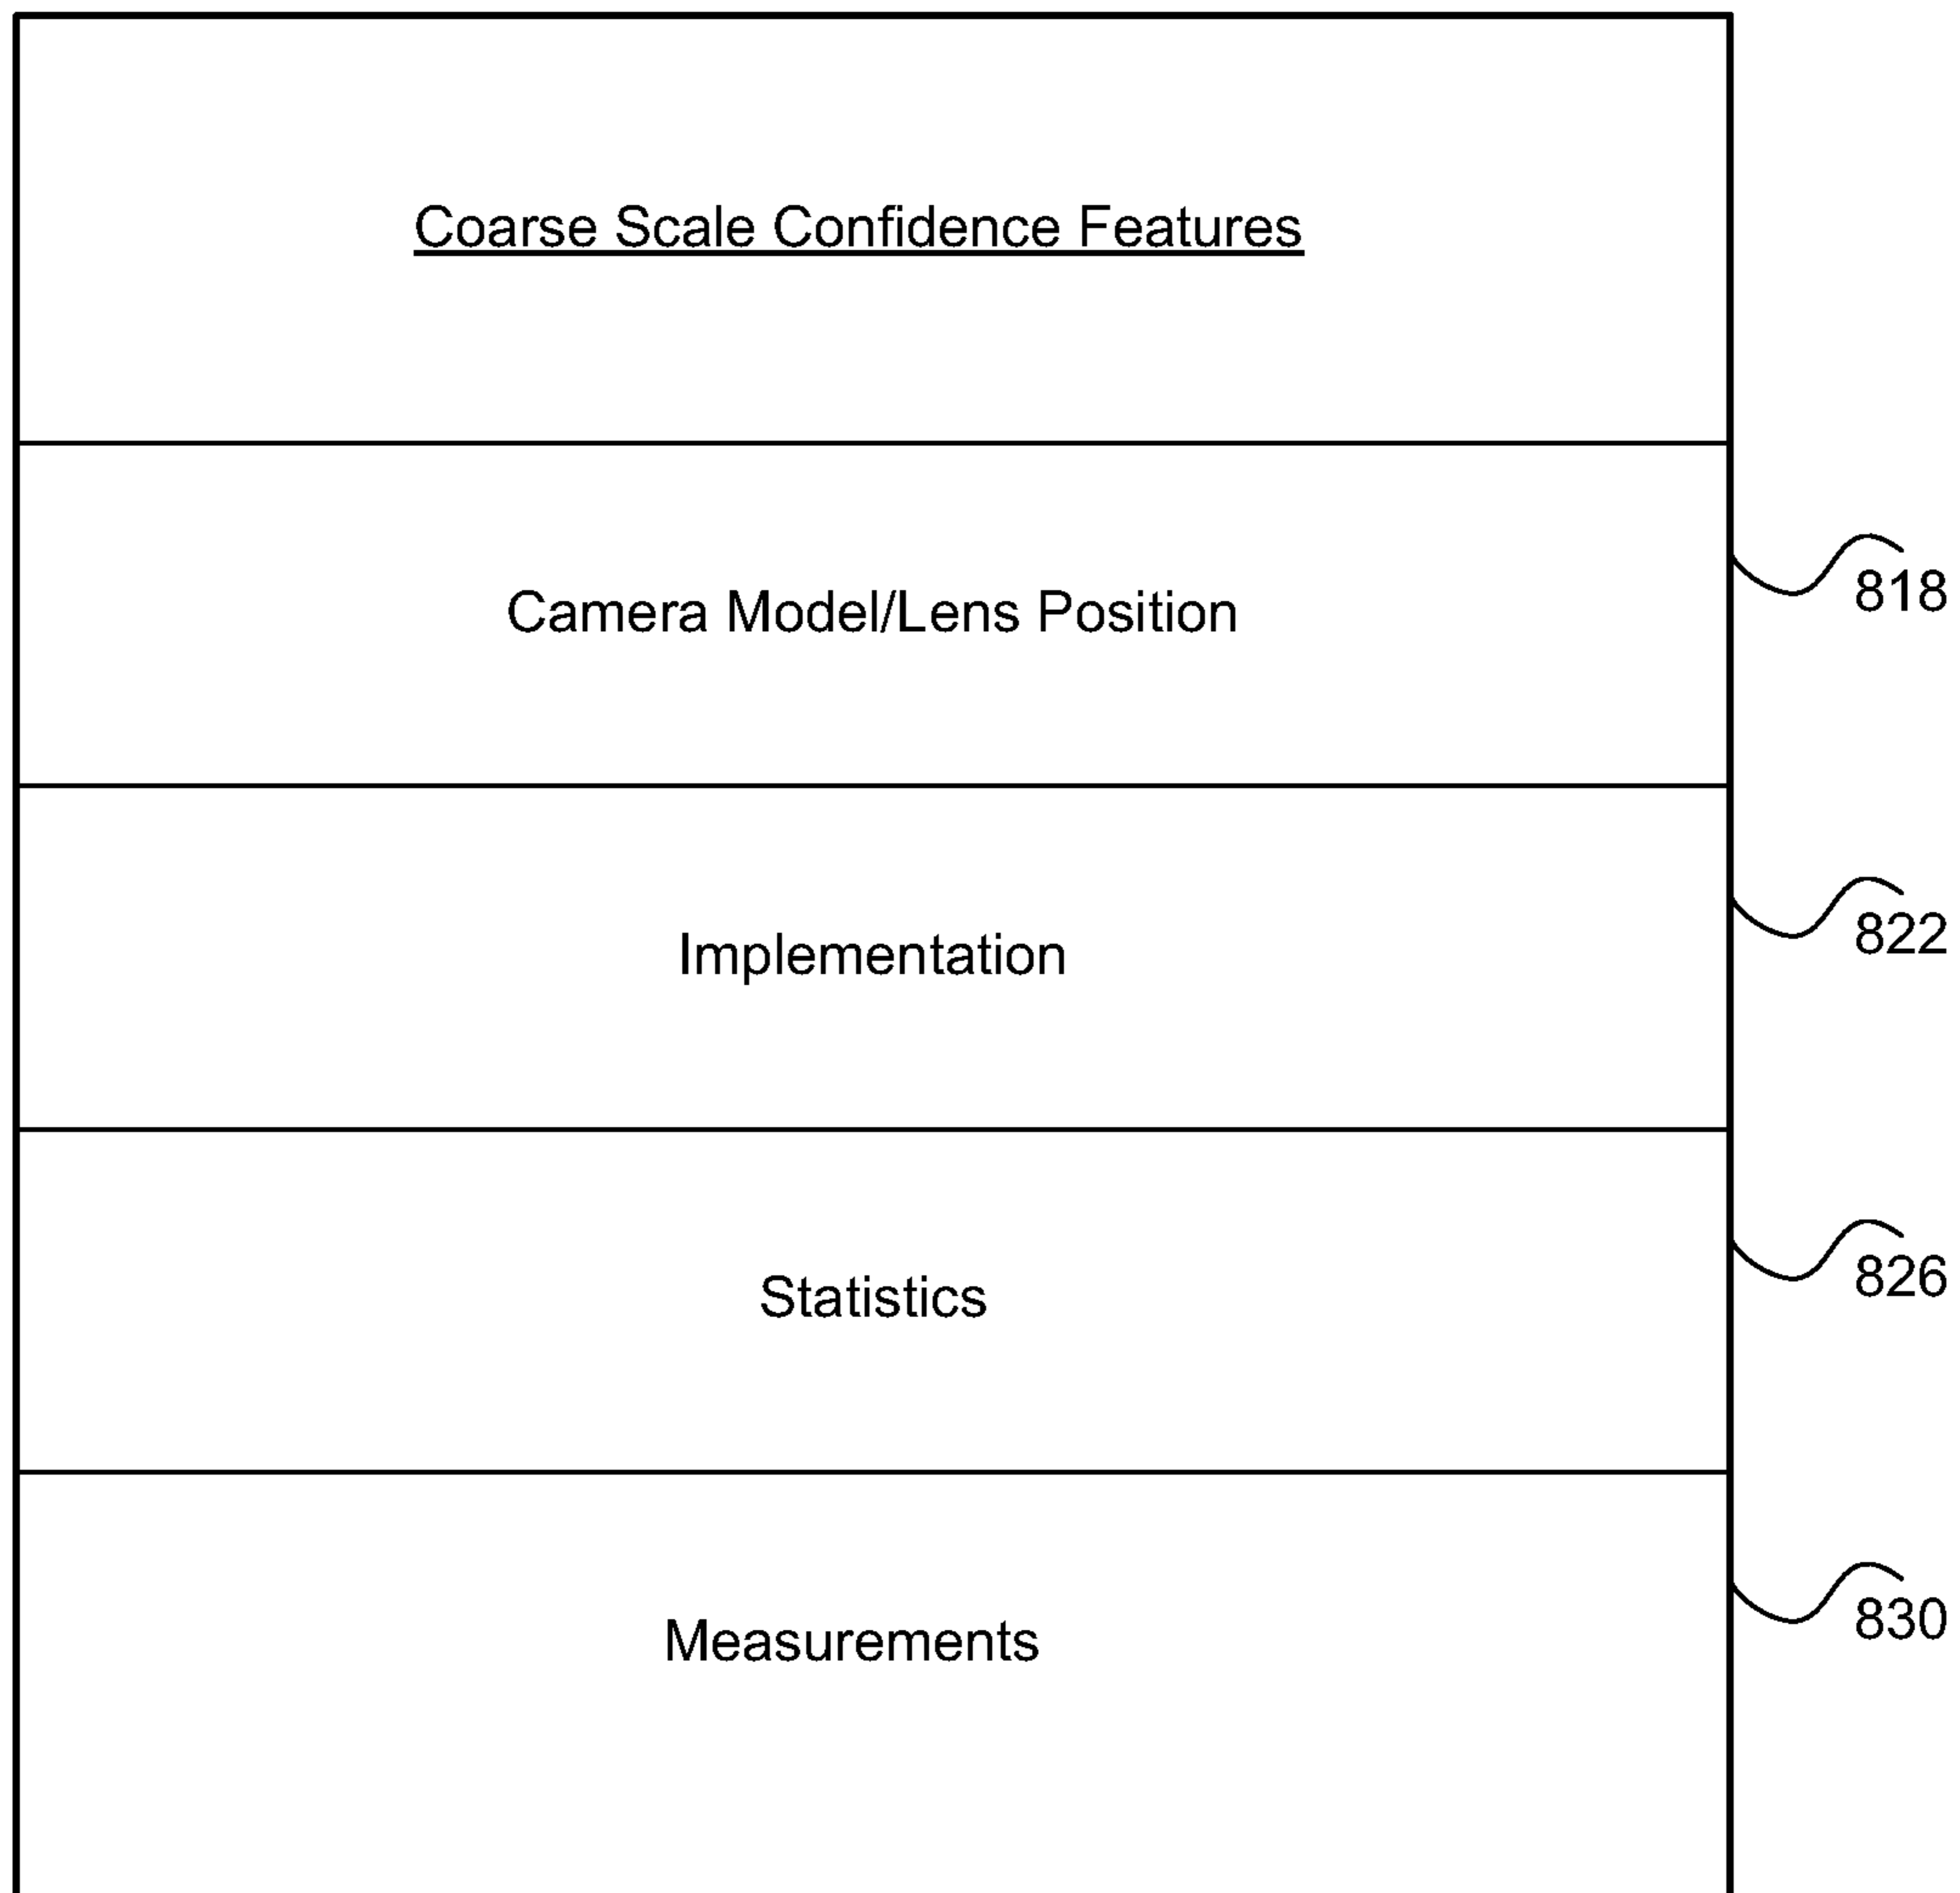 Coarse Scale Confidence Features
Camera Model/Lens Position
818
Implementation
822
Statistics
826
Measurements
830